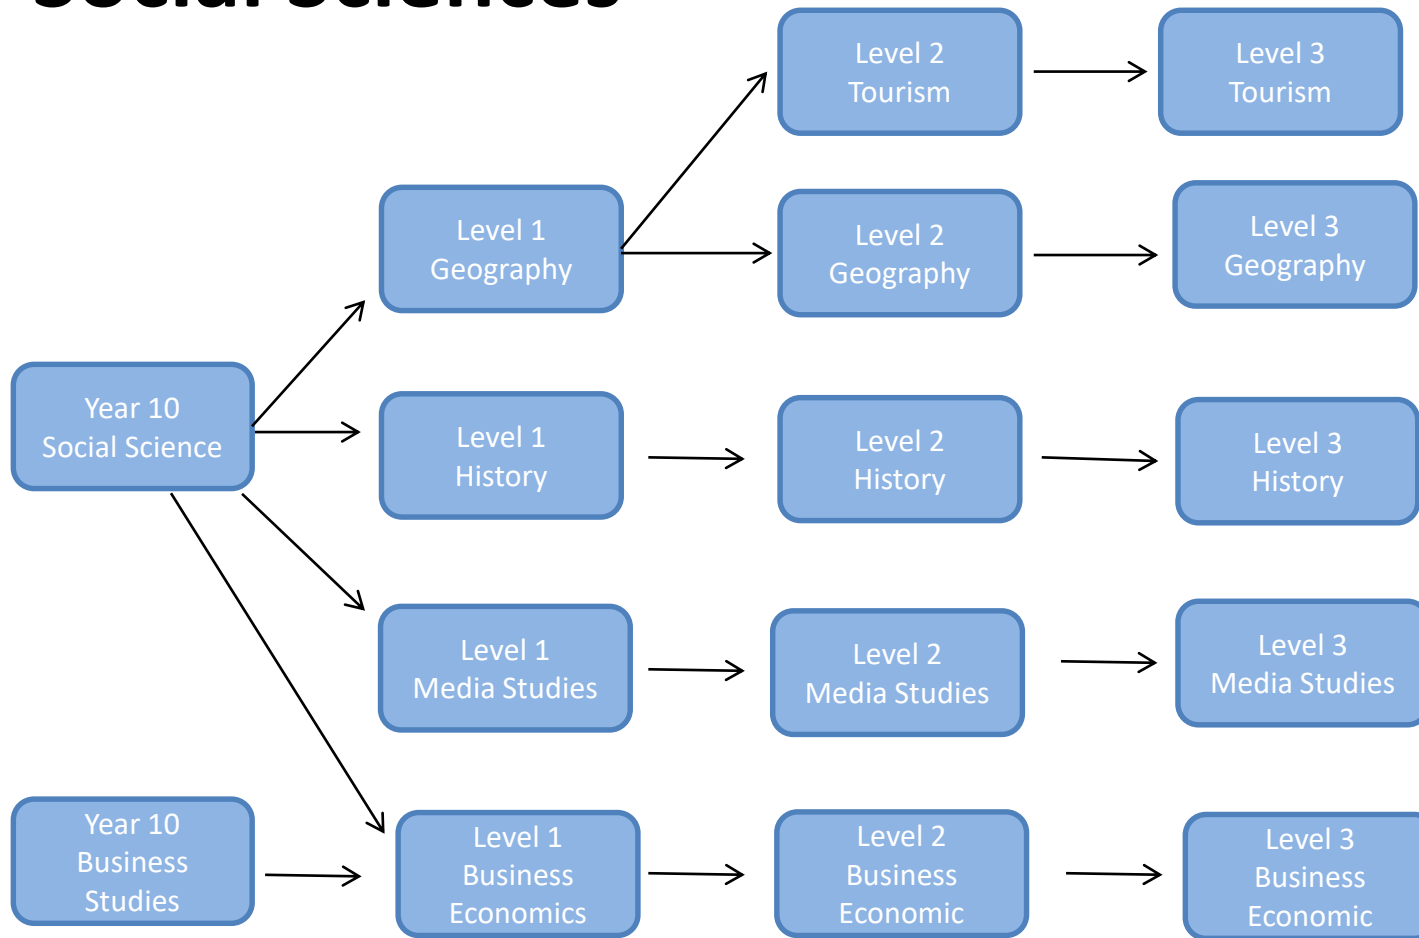 Social Sciences
Level 2
Tourism
Level 3
Tourism
Level 1
Geography
Level 2
Geography
Level 3
Geography
Year 10
Social Science
Level 1
History
Level 2
History
Level 3
History
Level 1
Media Studies
Level 2
Media Studies
Level 3
Media Studies
Year 10
Business
Studies
Level 1
Business
Economics
Level 2
Business
Economic
Level 3
Business
Economic